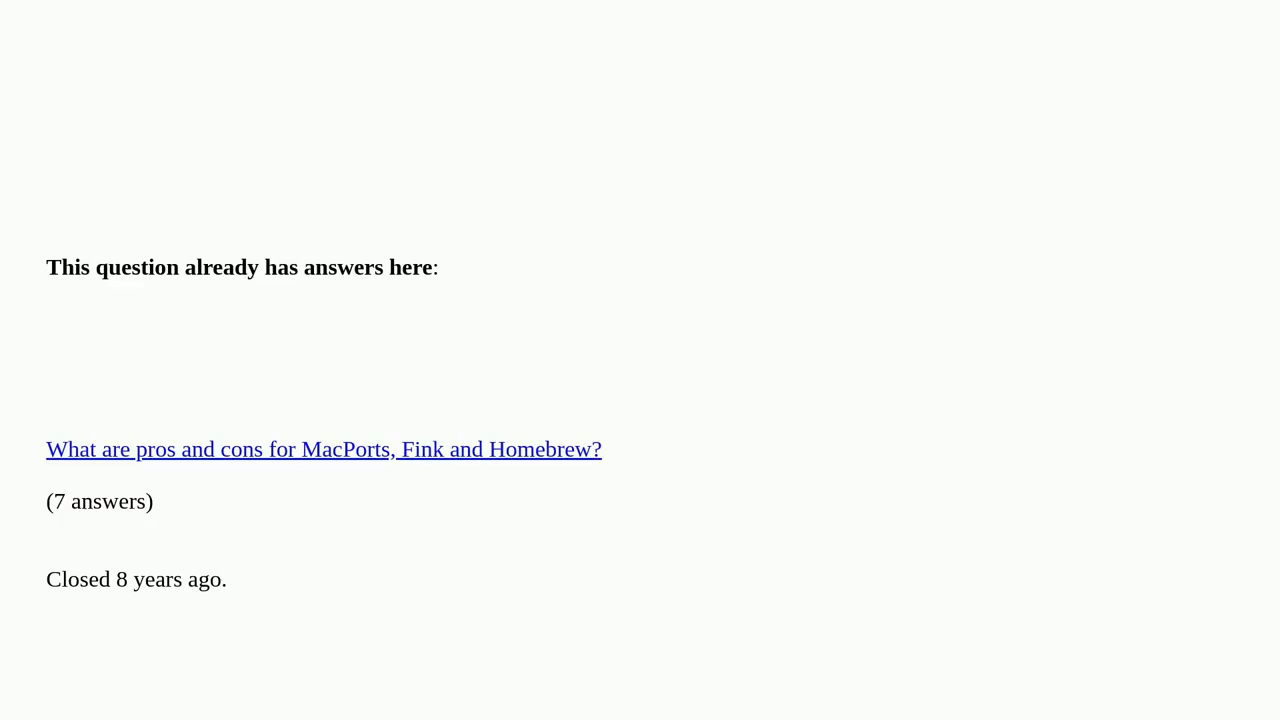 This question already has answers here:
What are pros and cons for MacPorts, Fink and Homebrew?
(7 answers)
Closed 8 years ago.